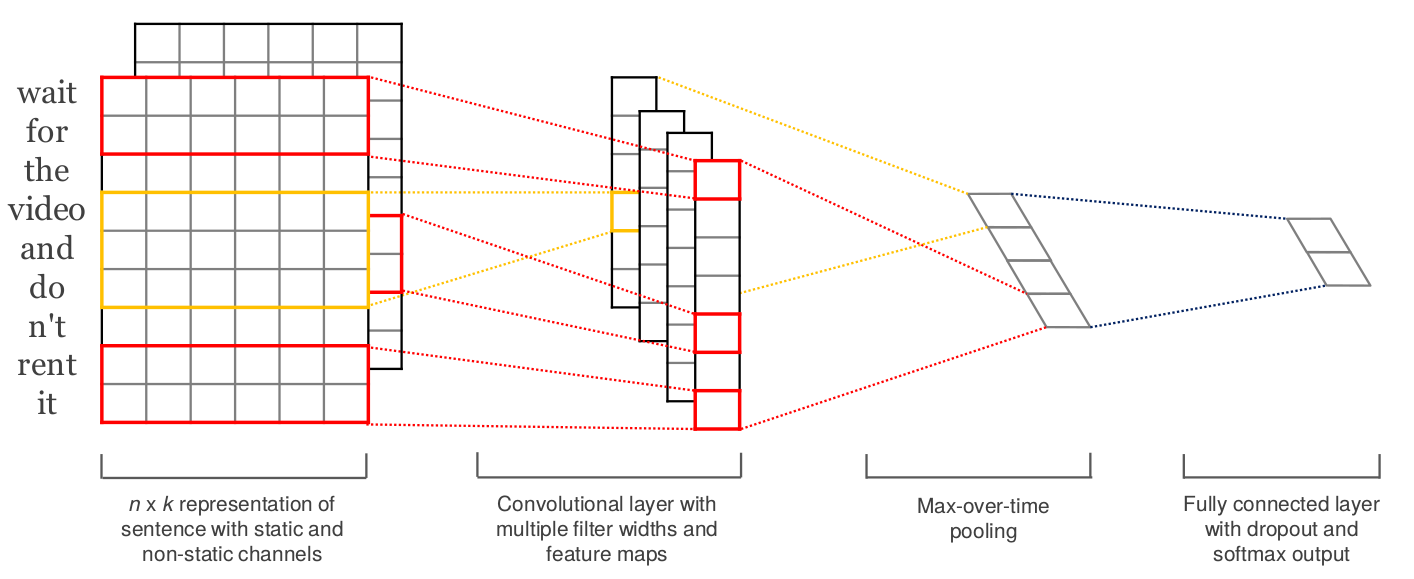 wait
for
the
video
and
do
n't
rent
it
n x k representation of
sentence with static and
non-static channels
Convolutional layer with
multiple filter widths and
feature maps
Max-over-time
pooling
Fully connected layer
with dropout and
softmax output